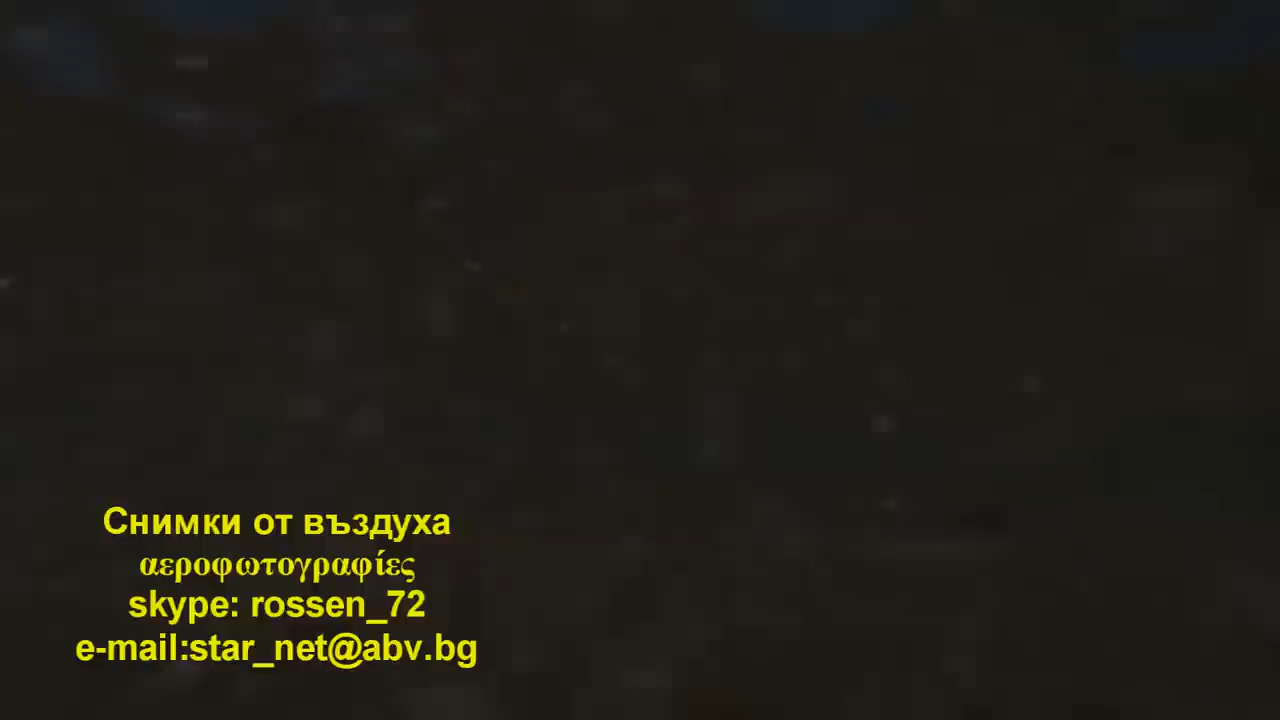 Снимки от въздуха
αεροφωτογραφίες
skype: rossen_72
e-mail:star_net@abv.bg